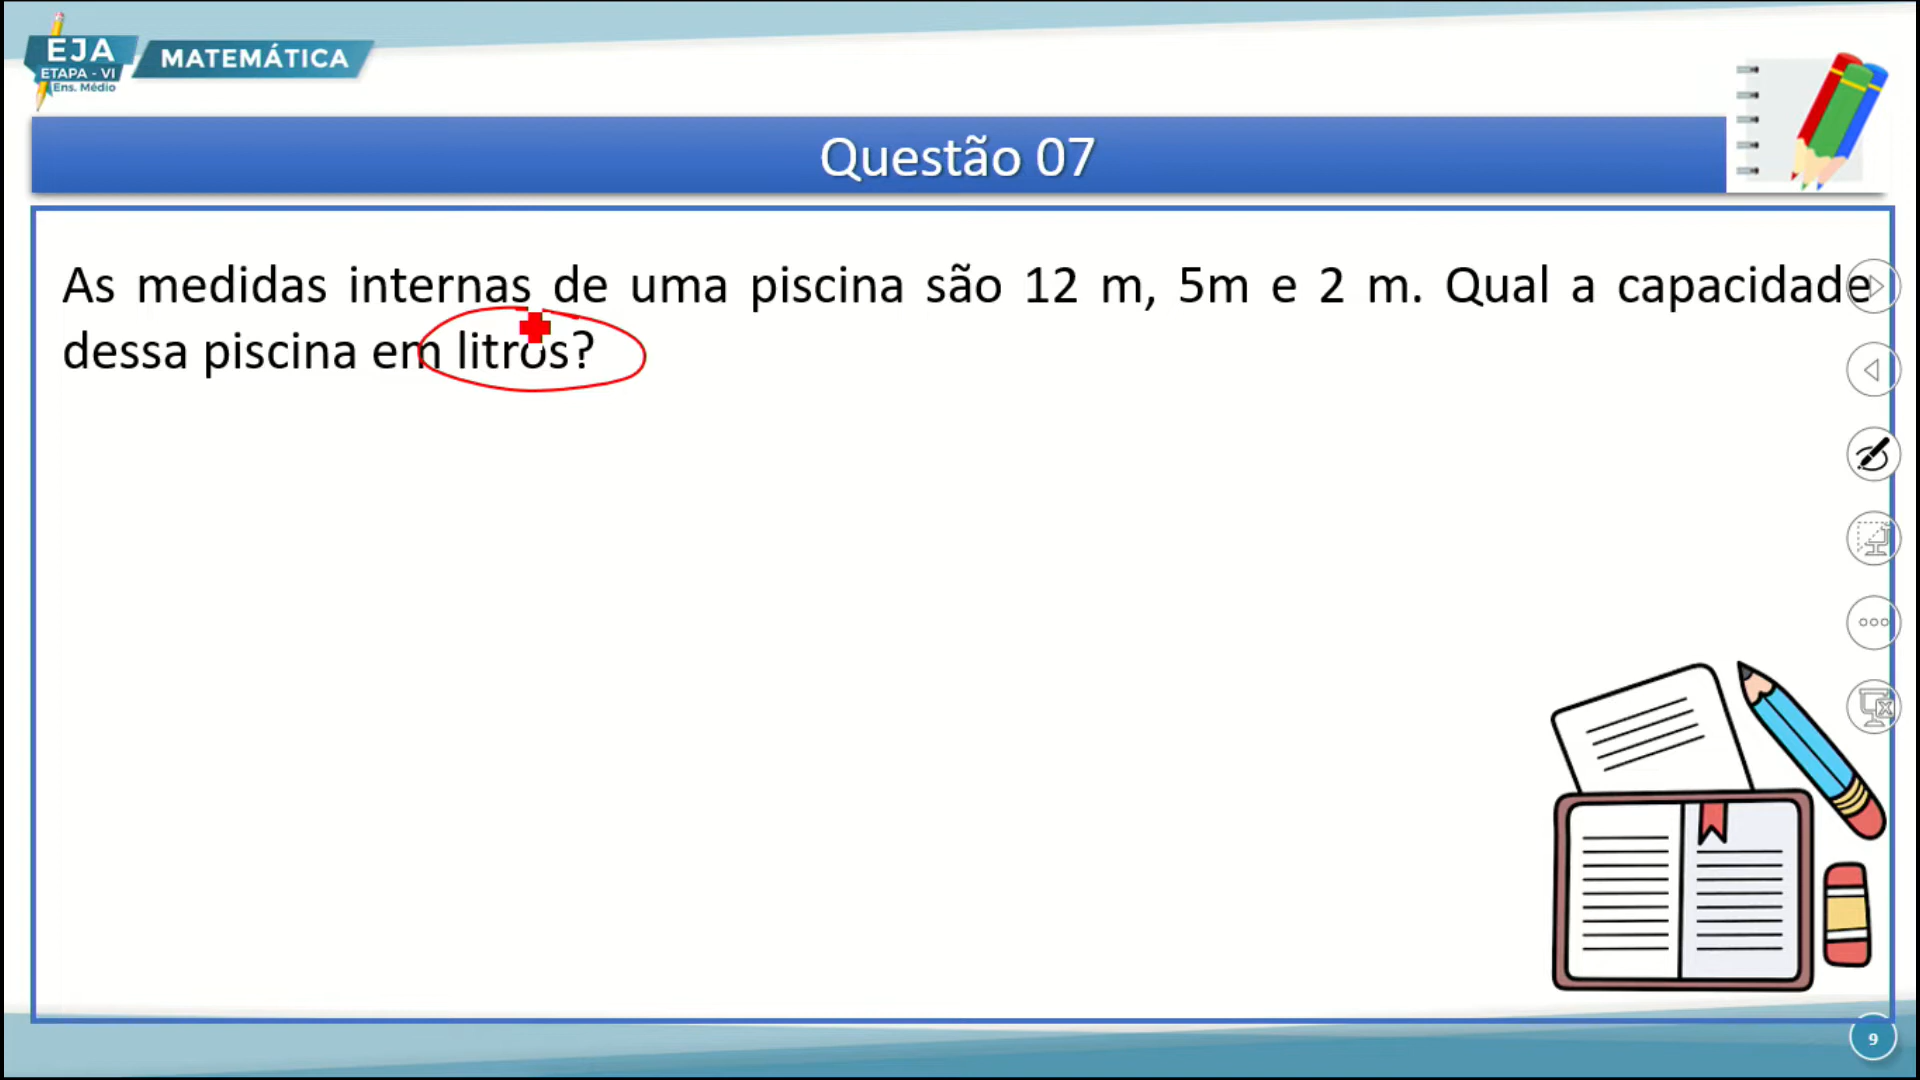 EJA
ETAPA - VI
Ens. Médio
MATEMÁTICA
Questão 07
As medidas internas de uma piscina são 12 m, 5m e 2 m. Qual a capacidade
dessa piscina em litros?
9